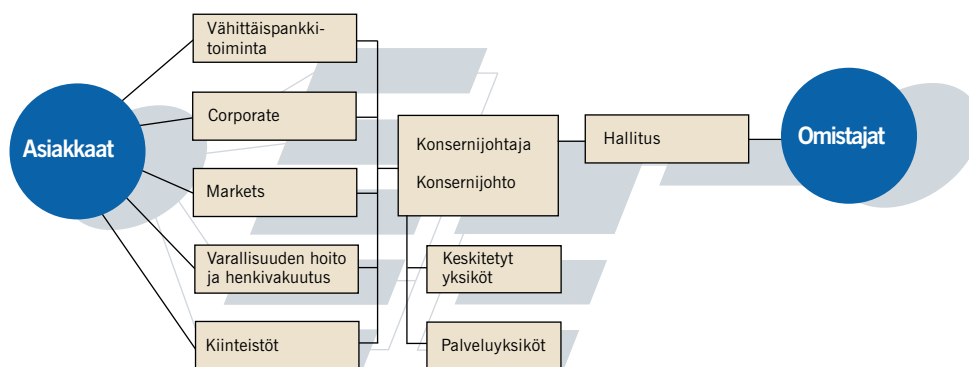 Asiakkaat
Vähittäispankki-
toiminta
Corporate
Markets
Varallisuuden hoito
ja henkivakuutus
Kiinteistöt
Konsernijohtaja
Konsernijohto
Keskitetyt
yksiköt
Palveluyksiköt
Hallitus
Omistajat